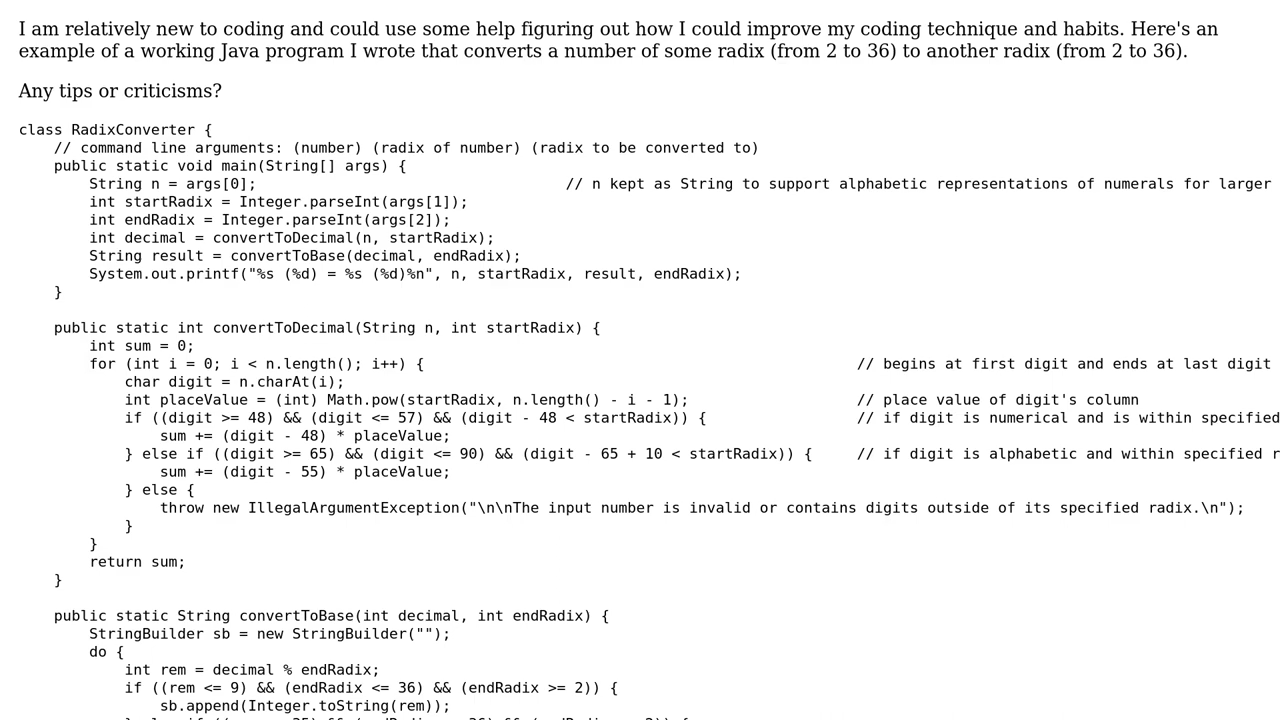 I am relatively new to coding and could use some help figuring out how I could improve my coding technique and habits. Here's an
example of a working Java program I wrote that converts a number of some radix (from 2 to 36) to another radix (from 2 to 36).
Any tips or criticisms?
class RadixConverter {
    // command line arguments: (number) (radix of number) (radix to be converted to)
    public static void main(String[] args) {
        String n = args[0];                                   // n kept as String to support alphabetic representations of numerals for larger
        int startRadix = Integer.parseInt(args[1]);
        int endRadix = Integer.parseInt(args[2]);
        int decimal = convertToDecimal(n, startRadix);
        String result = convertToBase(decimal, endRadix);
        System.out.printf("%s (%d) = %s (%d)%n", n, startRadix, result, endRadix);
    }
    public static int convertToDecimal(String n, int startRadix) {
        int sum = 0;
        for (int i = 0; i < n.length(); i++) {                                                 // begins at first digit and ends at last digit
            char digit = n.charAt(i);
            int placeValue = (int) Math.pow(startRadix, n.length() - i - 1);                   // place value of digit's column
            if ((digit >= 48) && (digit <= 57) && (digit - 48 < startRadix)) {                 // if digit is numerical and is within specified
                sum += (digit - 48) * placeValue;
            } else if ((digit >= 65) && (digit <= 90) && (digit - 65 + 10 < startRadix)) {     // if digit is alphabetic and within specified
                sum += (digit - 55) * placeValue;
            } else {
                throw new IllegalArgumentException("\n\nThe input number is invalid or contains digits outside of its specified radix.\n");
            }
        }
        return sum;
    }
    public static String convertToBase(int decimal, int endRadix) {
        StringBuilder sb = new StringBuilder("");
        do {
            int rem = decimal % endRadix;
            if ((rem <= 9) && (endRadix <= 36) && (endRadix >= 2)) {
                sb.append(Integer.toString(rem));